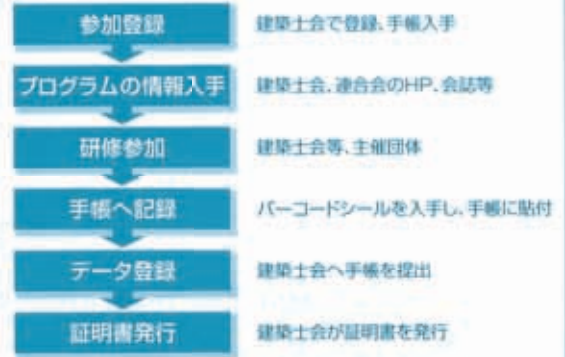 参加登録 建築士会で登録、手帳入手
プログラムの情報入手 建築士会、連合会のHP、会誌等
研修参加 建築士会等、主催団体
手帳へ記録 バーコードシールを入手し、手帳に貼付
データ登録 建築士会へ手帳を提出
証明書発行 建築士会が証明書を発行